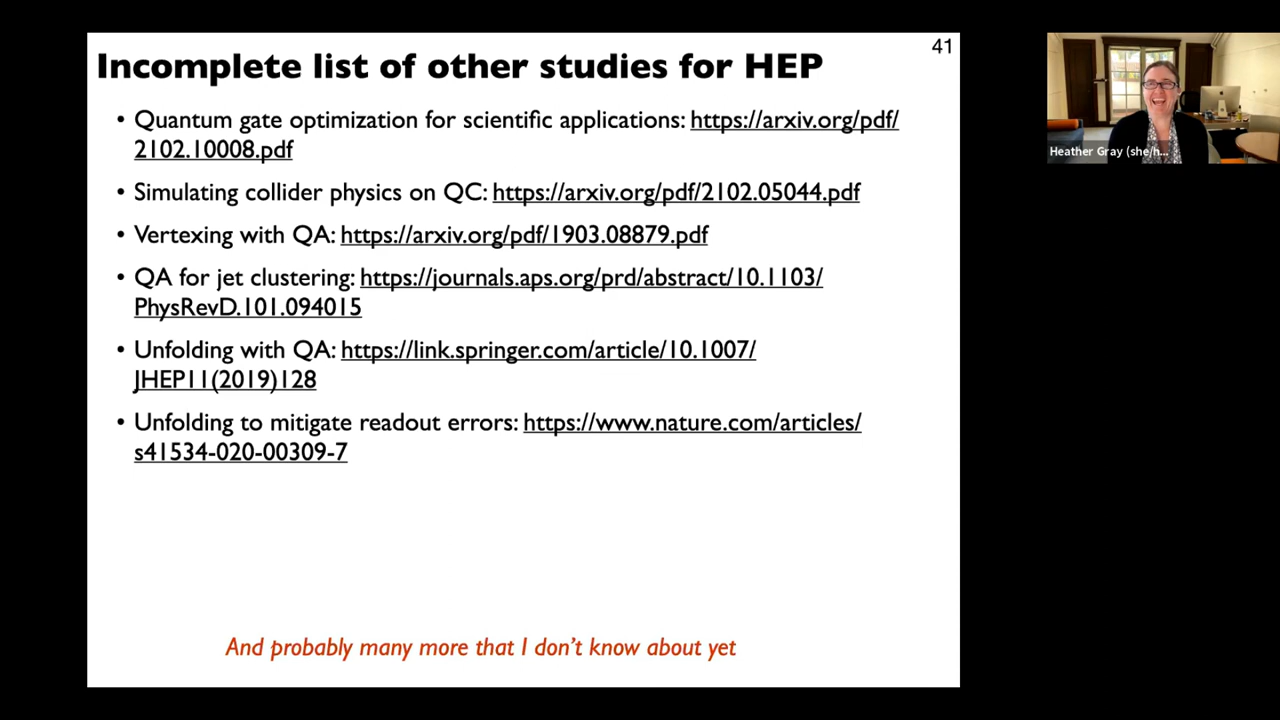 41
Incomplete list of other studies for HEP
• Quantum gate optimization for scientific applications: https://arxiv.org/pdf/
2102.10008.pdf
• Simulating collider physics on QC: https://arxiv.org/pdf/2102.05044.pdf
• Vertexing with QA: https://arxiv.org/pdf/1903.08879.pdf
• QA for jet clustering: https://journals.aps.org/prd/abstract/10.1103/
PhysRevD.101.094015
• Unfolding with QA: https://link.springer.com/article/10.1007/
JHEP11(2019)128
• Unfolding to mitigate readout errors: https://www.nature.com/articles/
s41534-020-00309-7
And probably many more that I don’t know about yet
Heather Gray (she/h...